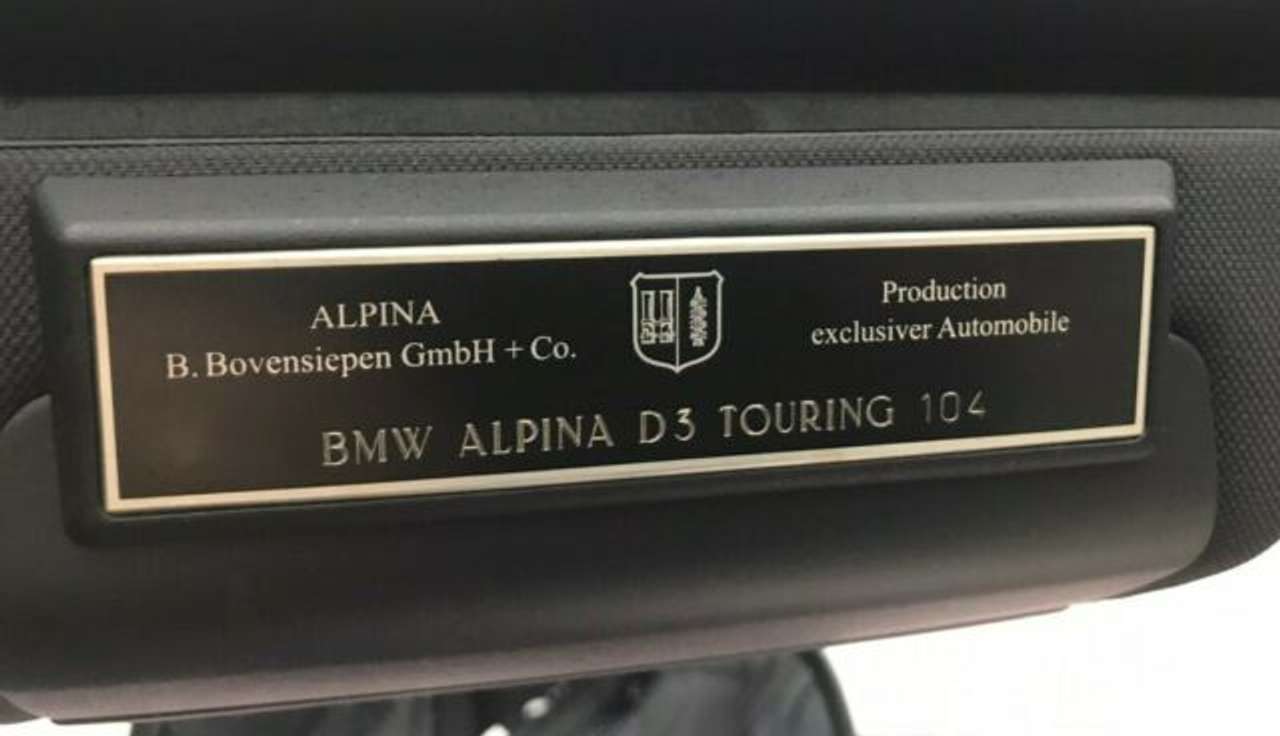 ALPINA
B. Bovensiepen GmbH + Co.
Production
exclusiver Automobile
BMW ALPINA D3 TOURING 104